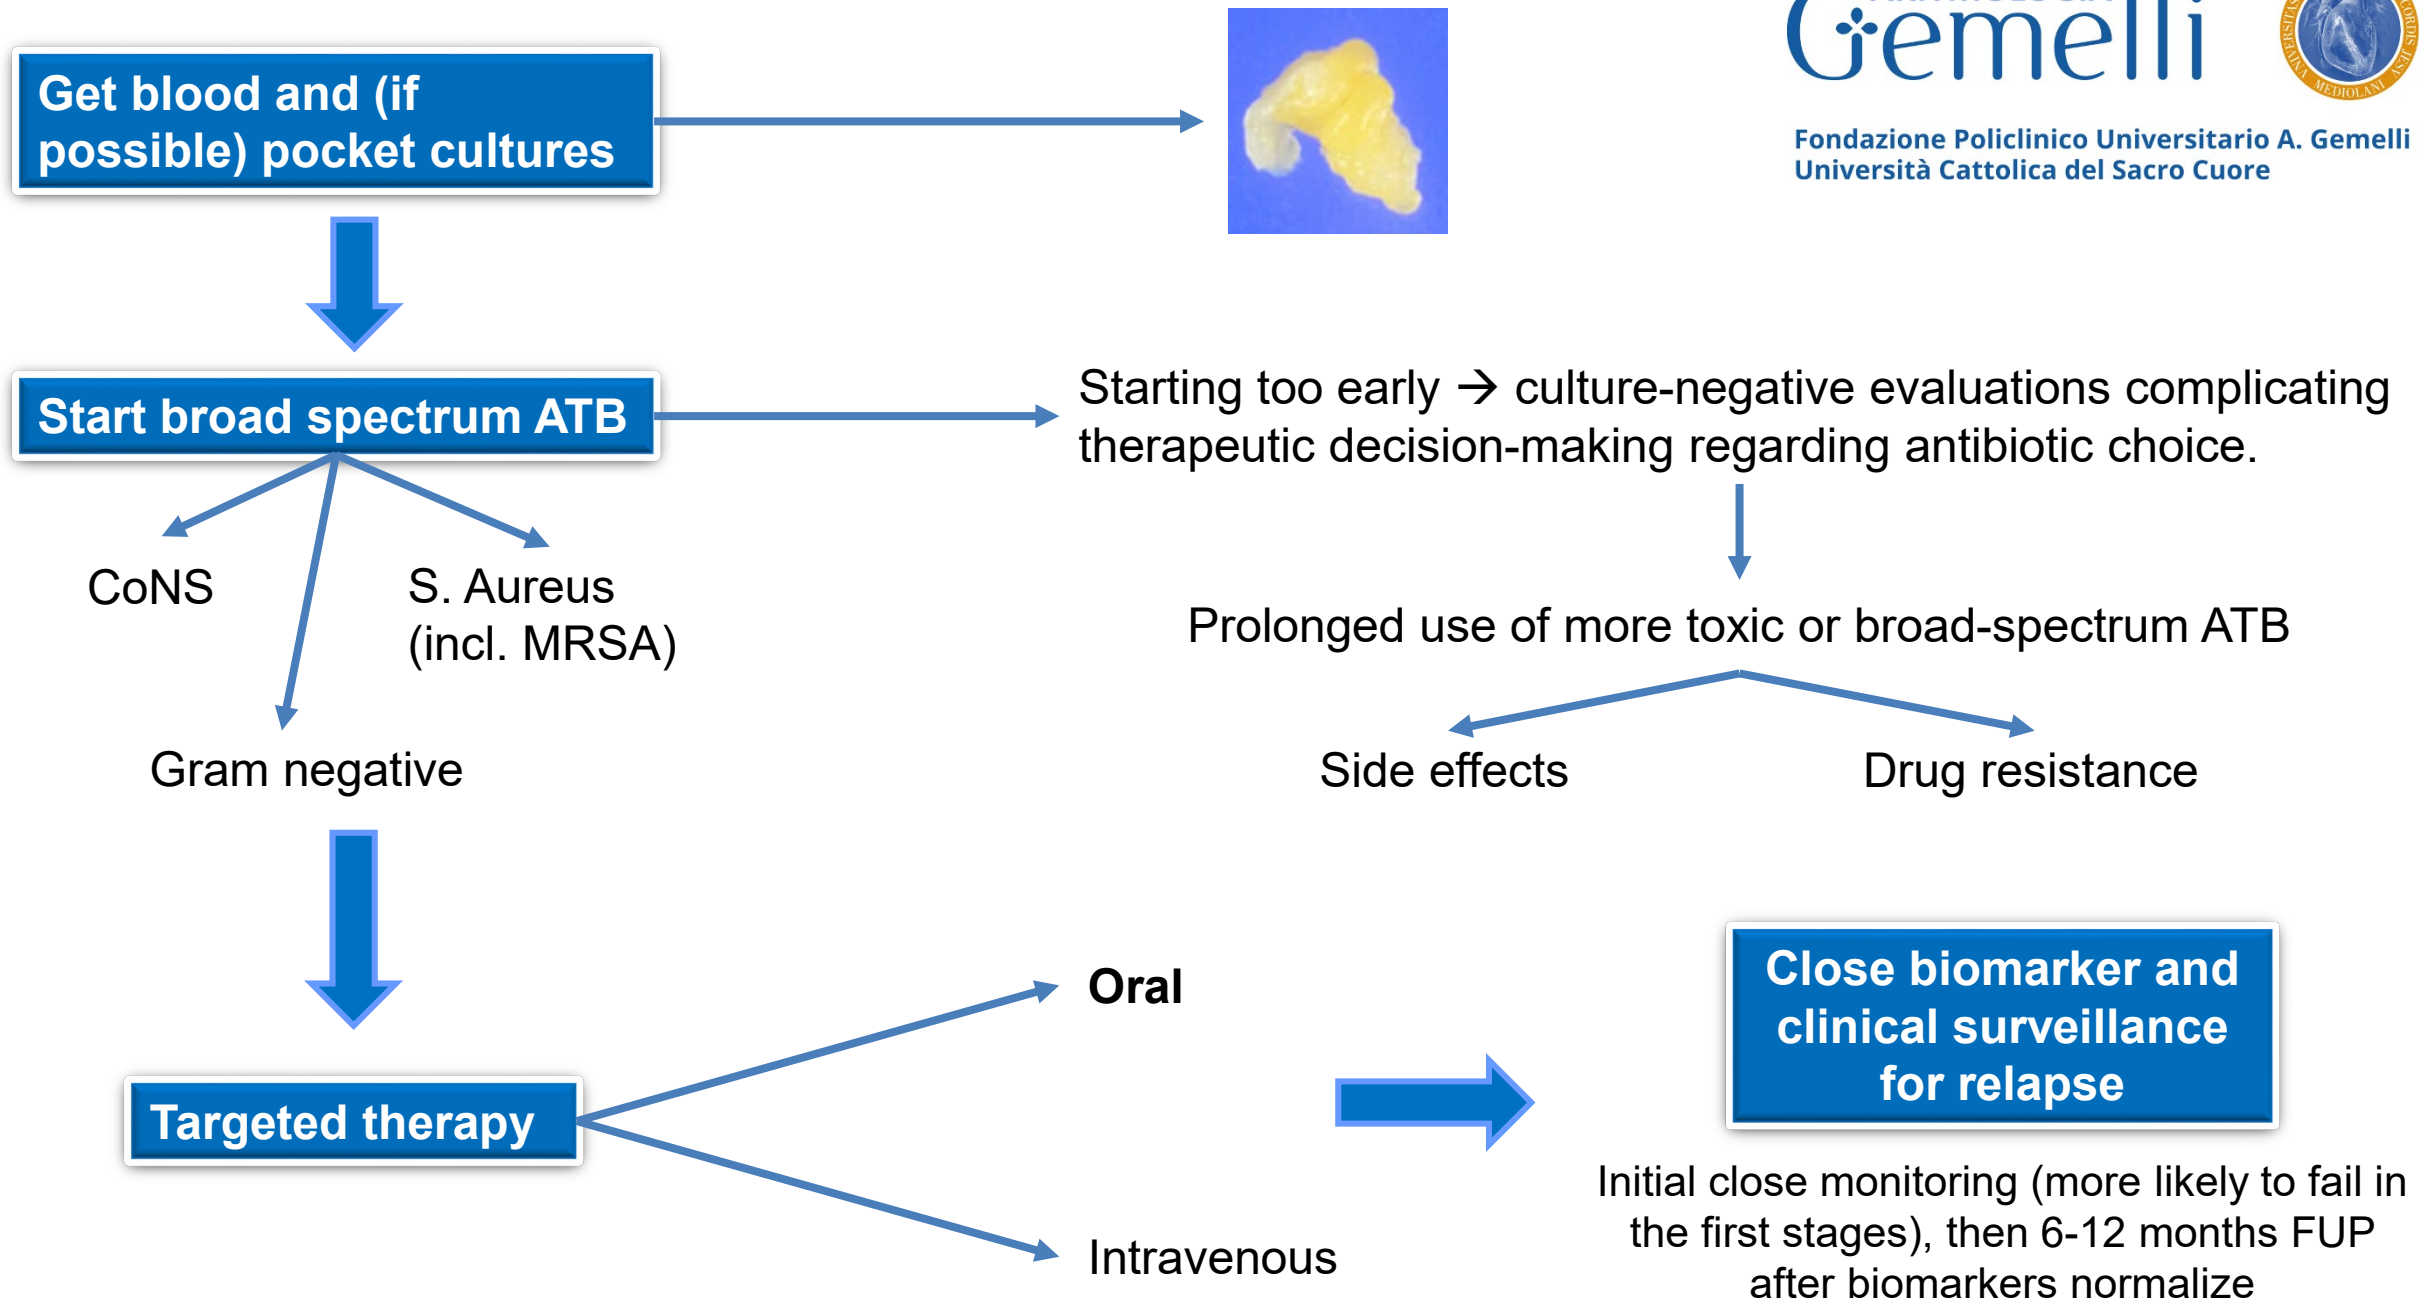 Gemelli
UNIVERSITAS
CORDIS JESV
MEDIOLANI
Fondazione Policlinico Universitario A. Gemelli
Università Cattolica del Sacro Cuore
Get blood and (if
possible) pocket cultures
Start broad spectrum ATB
Starting too early → culture-negative evaluations complicating
therapeutic decision-making regarding antibiotic choice.
CoNS
S. Aureus
(incl. MRSA)
Gram negative
Prolonged use of more toxic or broad-spectrum ATB
Side effects
Drug resistance
Targeted therapy
Oral
Intravenous
Close biomarker and
clinical surveillance
for relapse
Initial close monitoring (more likely to fail in
the first stages), then 6-12 months FUP
after biomarkers normalize